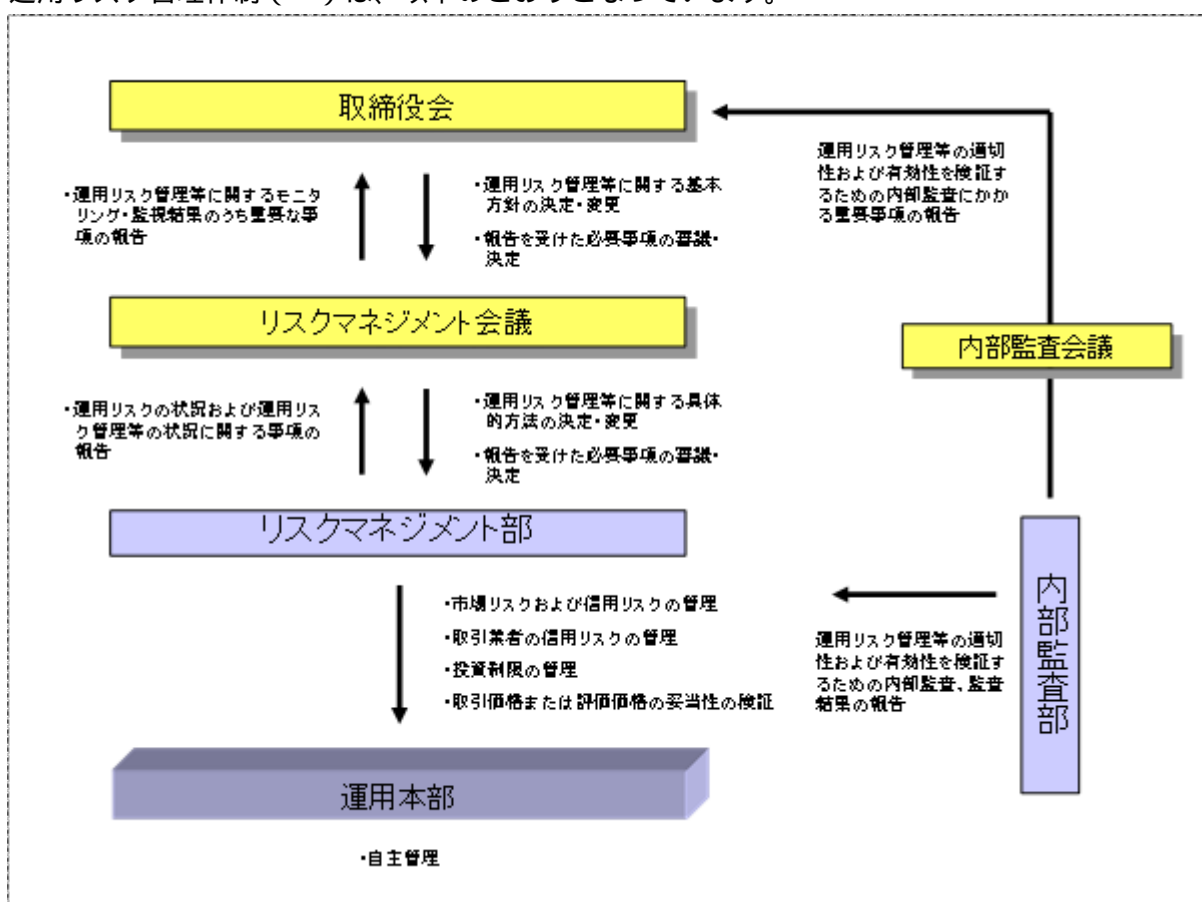 は、
のとおりとなっています。
取締役会
・運用リスク管理等に関するモニタ
リング・監視結果のうち重要な事
項の報告
・運用リスク管理等に関する基本
方針の決定・変更
・報告を受けた必要事項の審議・
決定
運用リスク管理等の適切
性および有効性を検証す
るための内部監査にかか
る重要事項の報告
リスクマネジメント会議
内部監査会議
・運用リスクの状況および運用リス
ク管理等の状況に関する事項の
報告
・運用リスク管理等に関する具体
的方法の決定・変更
・報告を受けた必要事項の審議・
決定
リスクマネジメント部
内部監査部
・市場リスクおよび信用リスクの管理
・取引業者の信用リスクの管理
・投資制限の管理
・取引価格または評価価格の妥当性の検証
運用リスク管理等の適切
性および有効性を検証す
るための内部監査、監査
結果の報告
運用本部
・自主管理